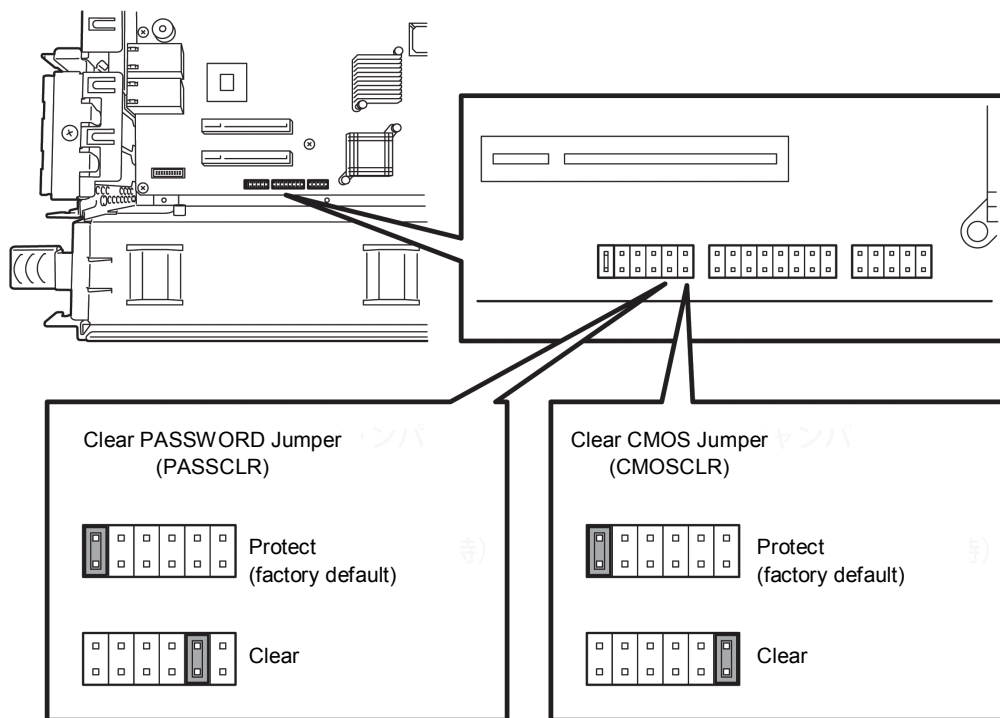 Clear PASSWORD Jumper
(PASSCLR)
Protect
(factory default)
Clear
Clear CMOS Jumper
(CMOSCLR)
Protect
(factory default)
Clear